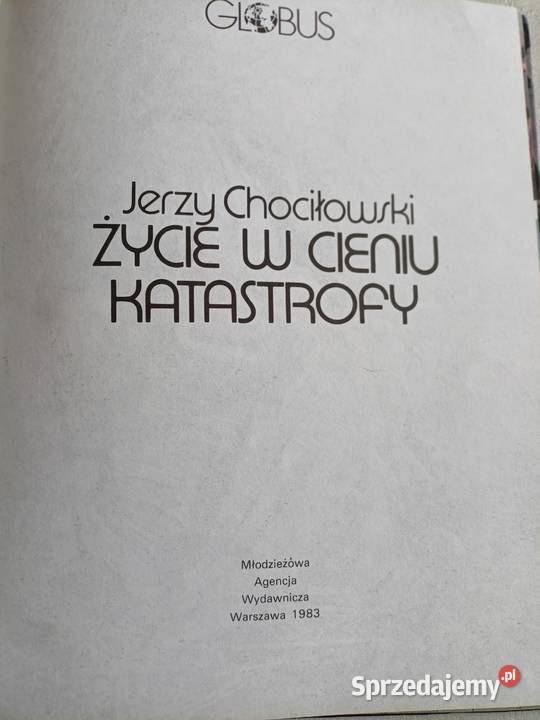 GLOBUS
Jerzy Chociłowski
ŻYCIE W CIENIU
KATASTROFY
Młodzieżowa
Agencja
Wydawnicza
Warszawa 1983
Sprzedajemy.pl